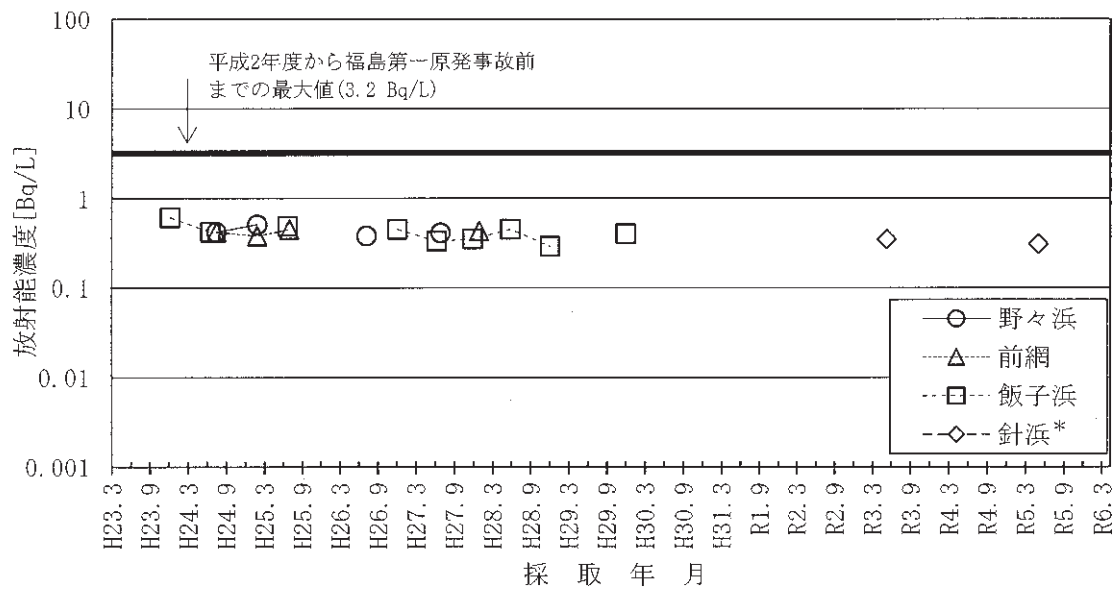 100
平成2年度から福島第一原発事故前
までの最大値(3.2 Bq/L)
10
1
0.1
0.01
0.001
放射能濃度[Bq/L]
野々浜
前網
飯子浜
針浜*
H23.3
H23.9
H24.3
H24.9
H25.3
H25.9
H26.3
H26.9
H27.3
H27.9
H28.3
H28.9
H29.3
H29.9
H30.3
H30.9
H31.3
R1.9
R2.3
R2.9
R3.3
R3.9
R4.3
R4.9
R5.3
R5.9
R6.3
採 取 年 月